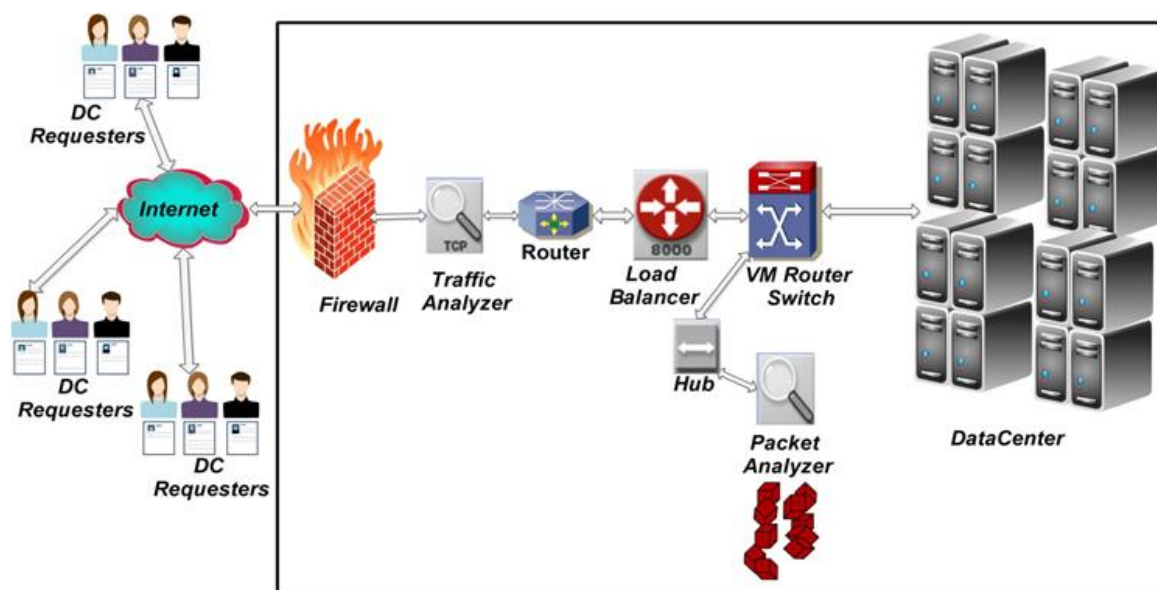 DC
Requesters
Internet
DC
Requesters
DC
Requesters
Firewall
TCP
Traffic
Analyzer
Router
8000
Load
Balancer
VM Router
Switch
Hub
Packet
Analyzer
DataCenter